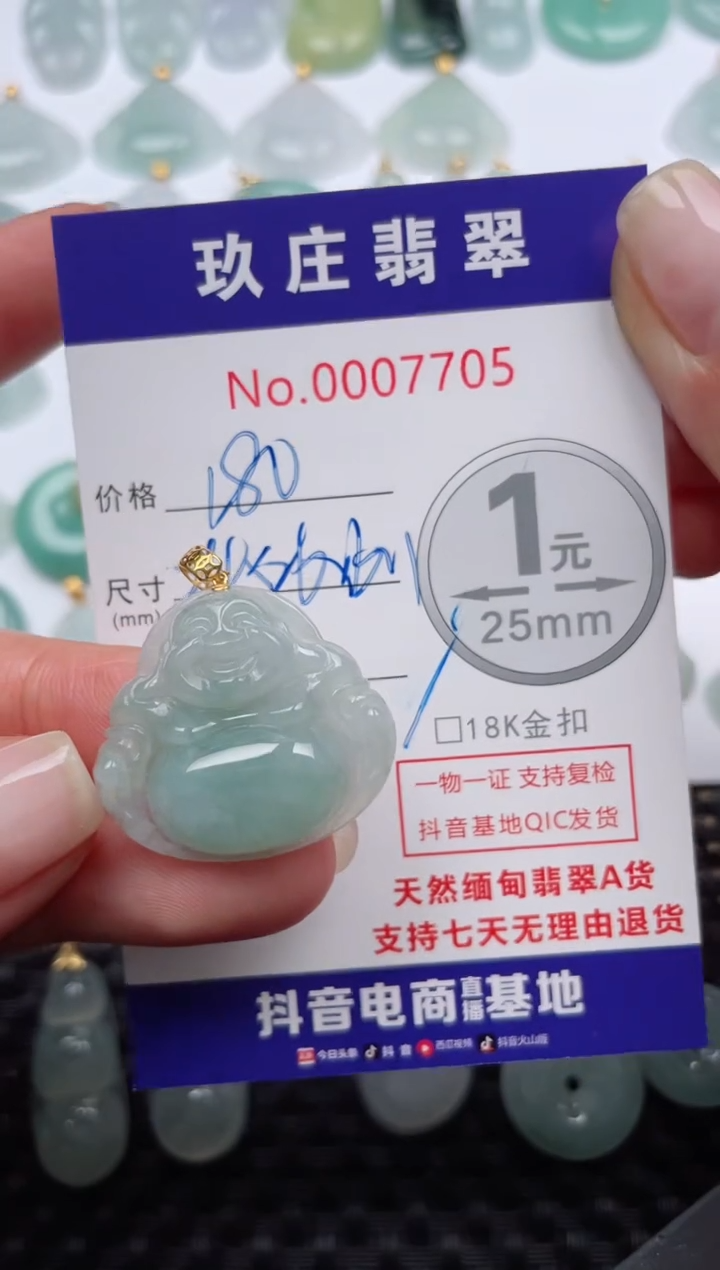 玖庄翡翠
No.0007705
价格 180
尺寸
(mm)
1元
25mm
□18K金扣
一物一证 支持复检
抖音基地QIC发货
天然缅甸翡翠A货
支持七天无理由退货
抖音电商直播基地
今日头条 抖音 西瓜视频 抖音火山版